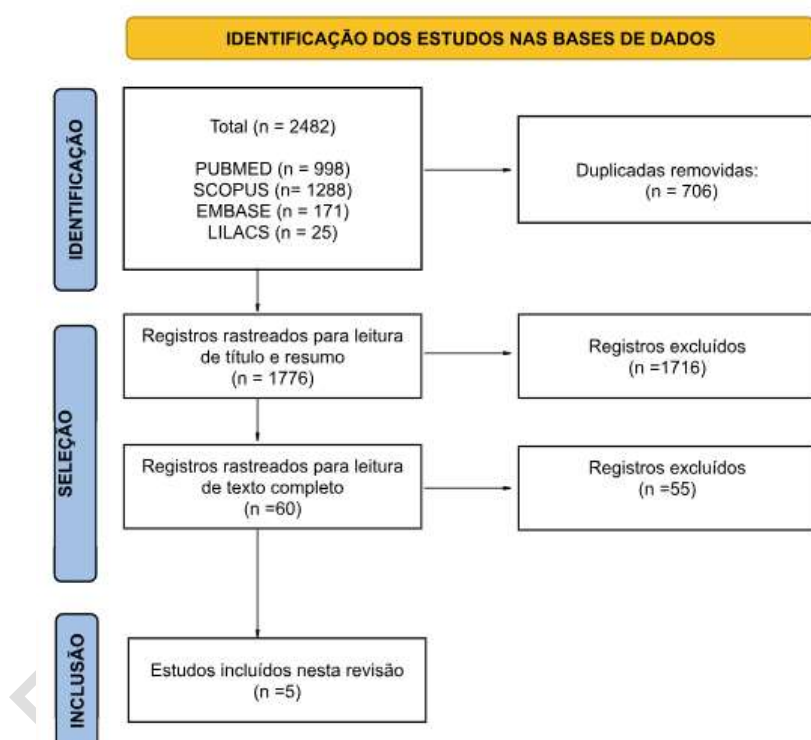 IDENTIFICAÇÃO DOS ESTUDOS NAS BASES DE DADOS
IDENTIFICAÇÃO
Total (n = 2482)
PUBMED (n = 998)
SCOPUS (n= 1288)
EMBASE (n = 171)
LILACS (n = 25)
Duplicadas removidas:
(n = 706)
SELEÇÃO
Registros rastreados para leitura
de título e resumo
(n = 1776)
Registros excluídos
(n =1716)
Registros rastreados para leitura
de texto completo
(n =60)
Registros excluídos
(n =55)
INCLUSÃO
Estudos incluídos nesta revisão
(n =5)